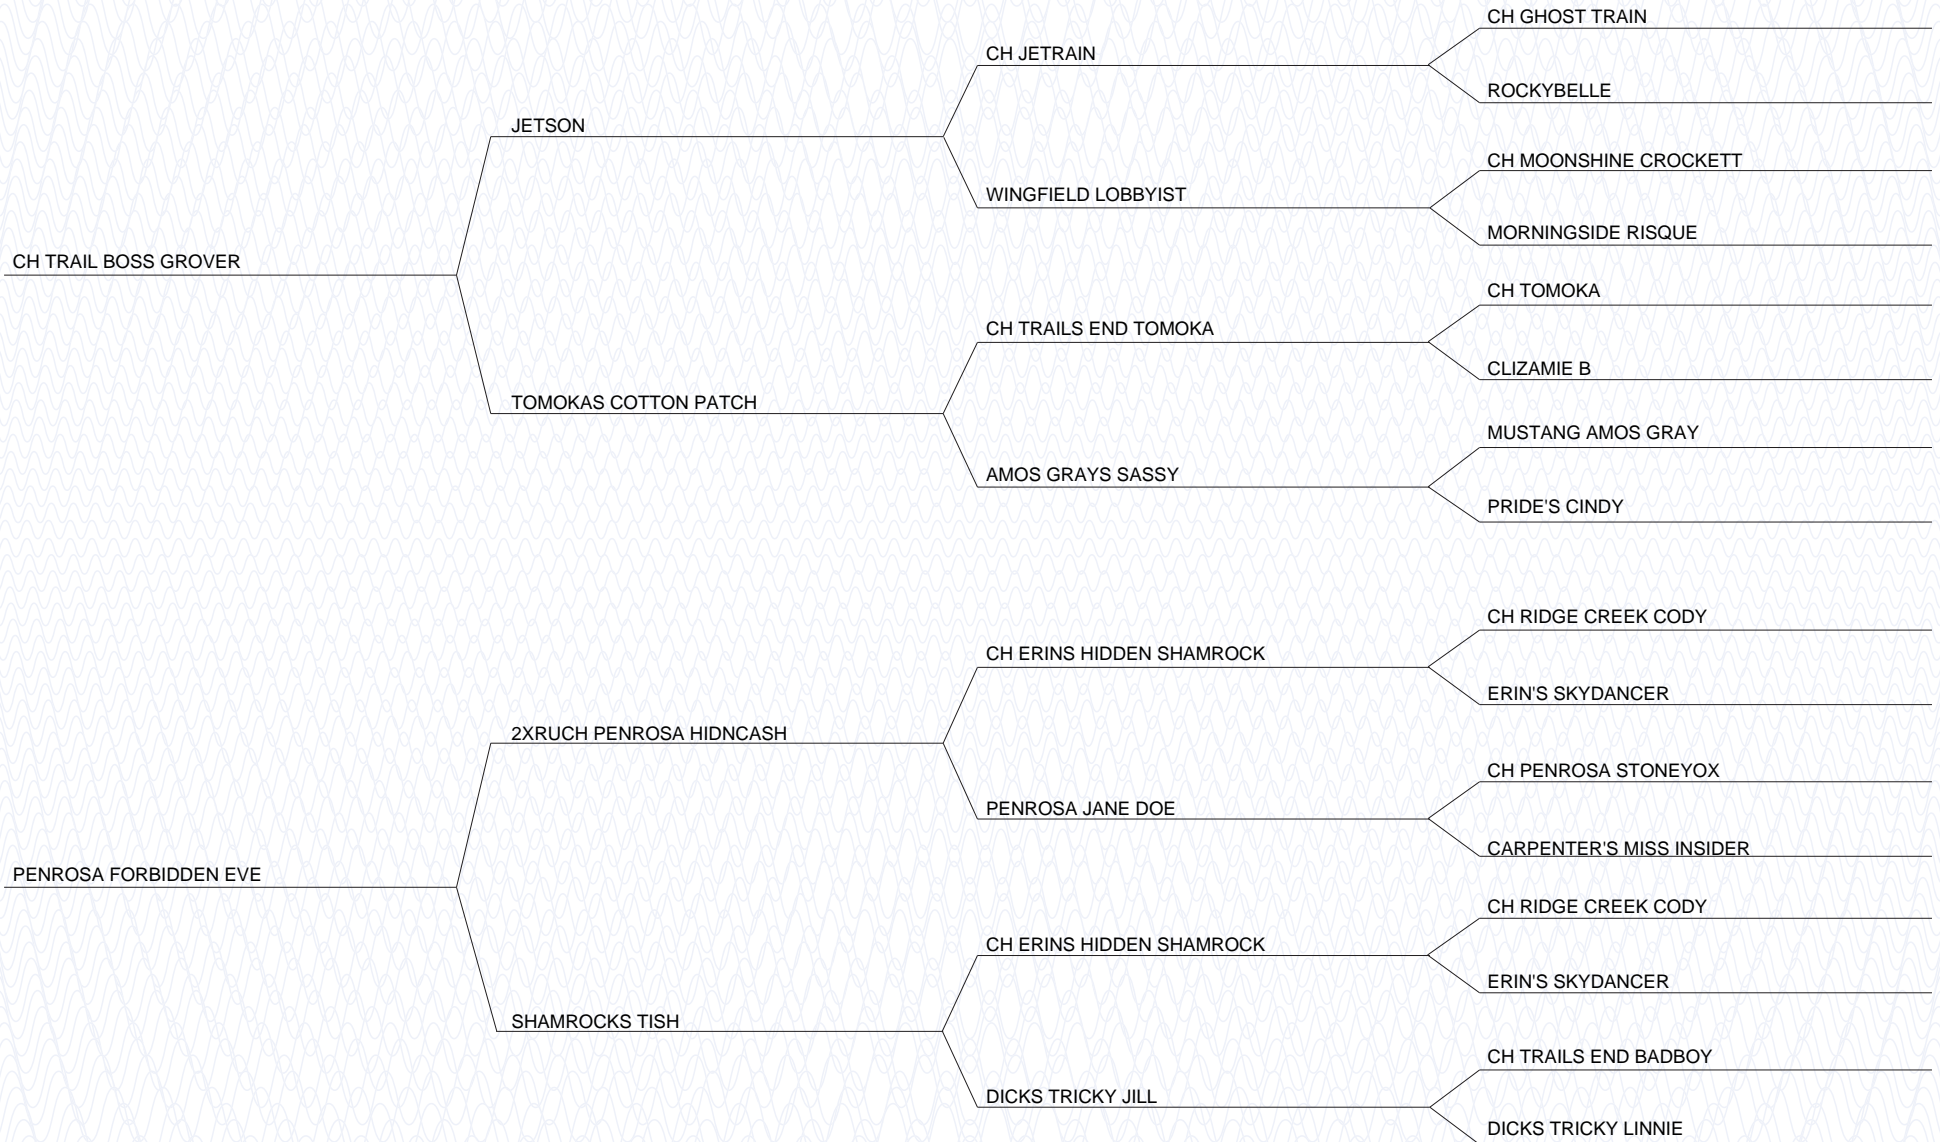 CH GHOST TRAIN
CH JETRAIN
ROCKYBELLE
JETSON
CH MOONSHINE CROCKETT
WINGFIELD LOBBYIST
MORNINGSIDE RISQUE
CH TRAIL BOSS GROVER
CH TOMOKA
CH TRAILS END TOMOKA
CLIZAMIE B
TOMOKAS COTTON PATCH
MUSTANG AMOS GRAY
AMOS GRAYS SASSY
PRIDE'S CINDY
CH RIDGE CREEK CODY
CH ERINS HIDDEN SHAMROCK
ERIN'S SKYDANCER
2XRUCH PENROSA HIDNCASH
CH PENROSA STONEYOX
PENROSA JANE DOE
CARPENTER'S MISS INSIDER
PENROSA FORBIDDEN EVE
CH RIDGE CREEK CODY
CH ERINS HIDDEN SHAMROCK
ERIN'S SKYDANCER
SHAMROCKS TISH
CH TRAILS END BADBOY
DICKS TRICKY JILL
DICKS TRICKY LINNIE